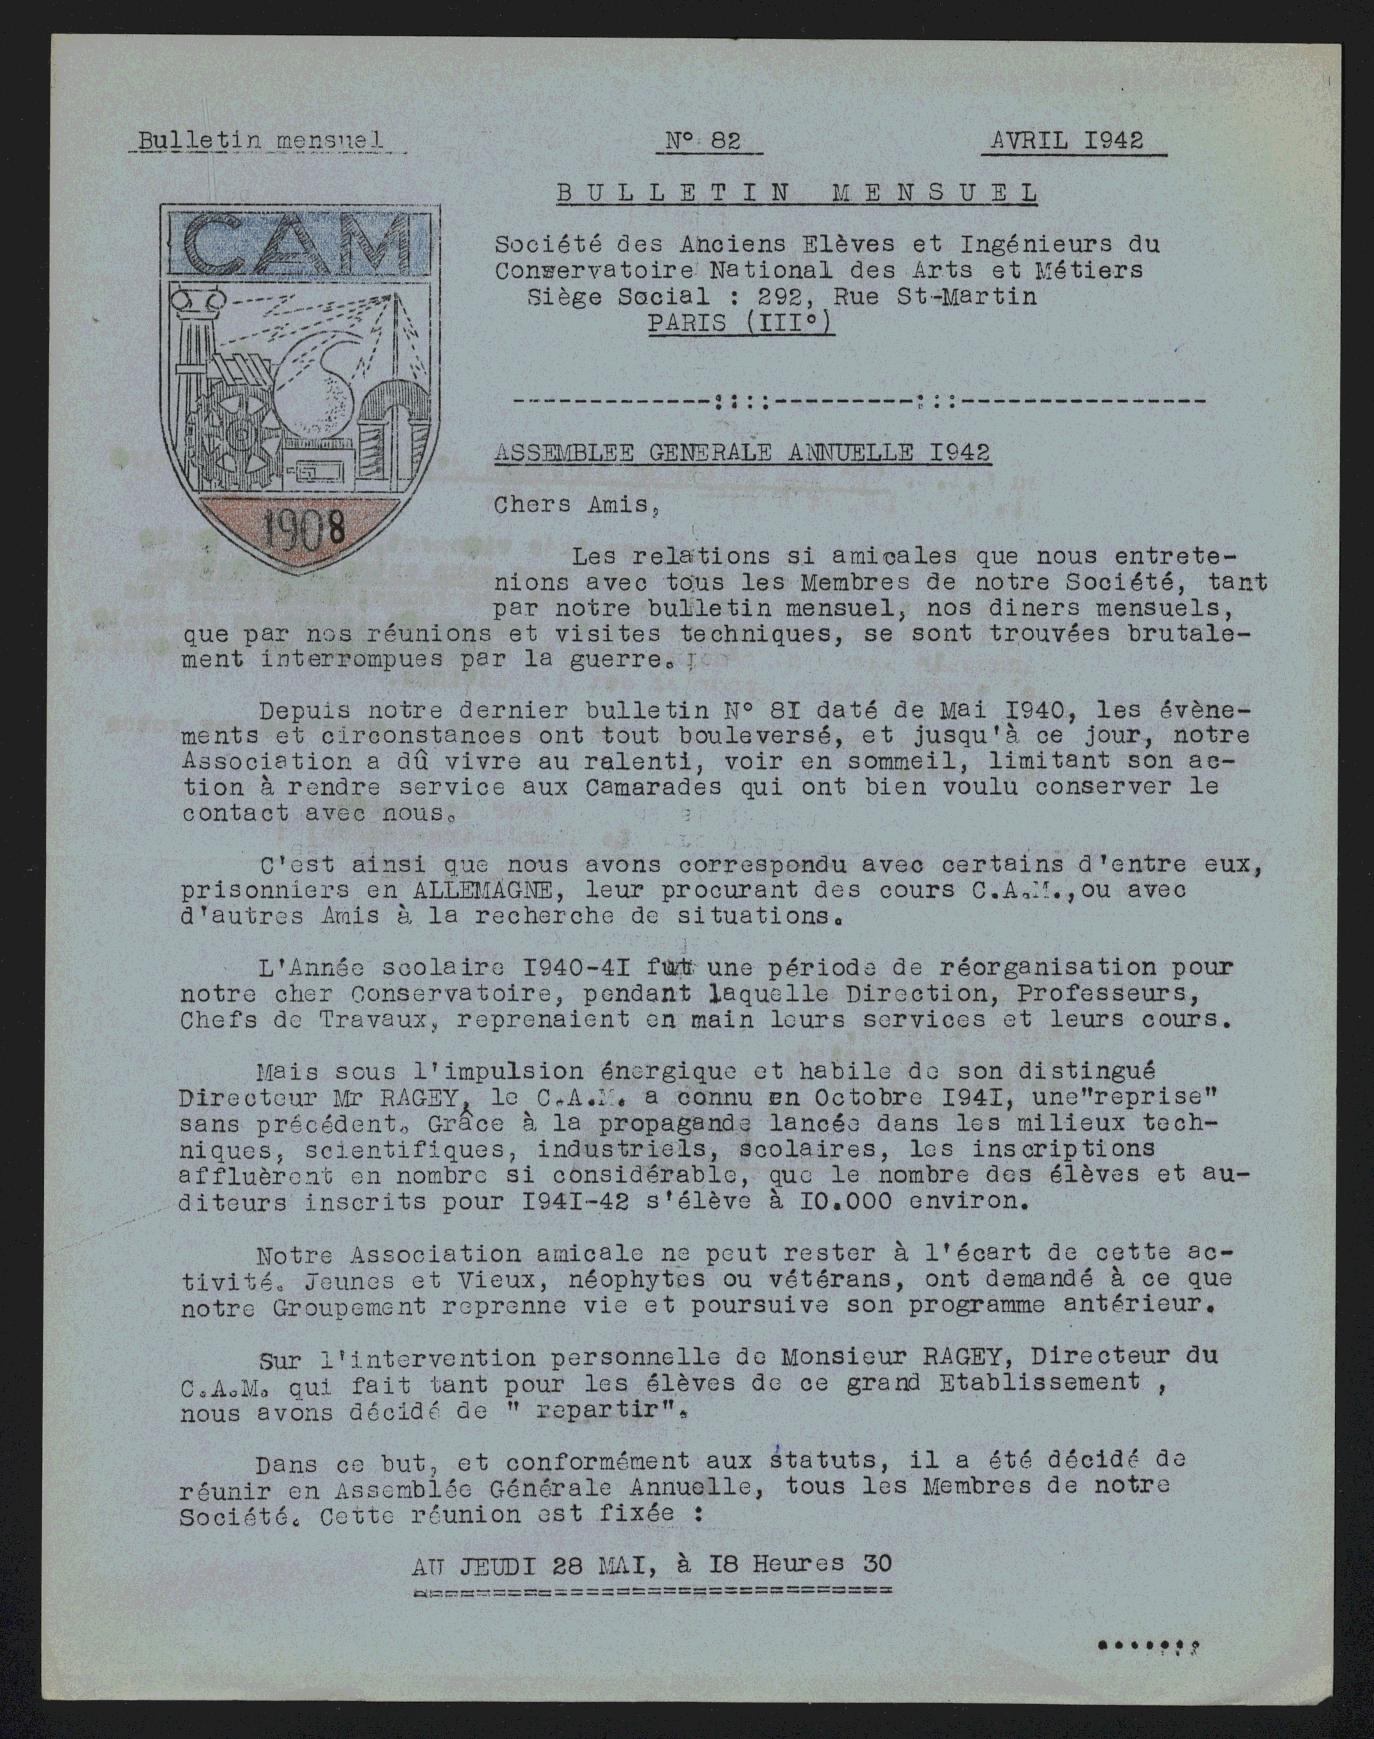 Bulletin mensuel N° 82 AVRIL I942
BULLETIN MENSUEL
CAM
1908
Société des Anciens Elèves et Ingénieurs du
Conservatoire National des Arts et Métiers
Siège Social : 292, Rue St-Martin
PARIS (III°)
-------------::::---------:::----------------
ASSEMBLEE GENERALE ANNUELLE I942
Chers Amis,
Les relations si amicales que nous entrete-
nions avec tous les Membres de notre Société, tant
par notre bulletin mensuel, nos diners mensuels,
que par nos réunions et visites techniques, se sont trouvées brutale-
ment interrompues par la guerre.
Depuis notre dernier bulletin N° 8I daté de Mai I940, les évène-
ments et circonstances ont tout bouleversé, et jusqu'à ce jour, notre
Association a dû vivre au ralenti, voir en sommeil, limitant son ac-
tion à rendre service aux Camarades qui ont bien voulu conserver le
contact avec nous.
C'est ainsi que nous avons correspondu avec certains d'entre eux,
prisonniers en ALLEMAGNE, leur procurant des cours C.A.M.,ou avec
d'autres Amis à la recherche de situations.
L'Année scolaire I940-4I fut une période de réorganisation pour
notre cher Conservatoire, pendant laquelle Direction, Professeurs,
Chefs de Travaux, reprenaient en main leurs services et leurs cours.
Mais sous l'impulsion énergique et habile de son distingué
Directeur Mr RAGEY, le C.A.M. a connu en Octobre I94I, une"reprise"
sans précédent. Grâce à la propagande lancée dans les milieux tech-
niques, scientifiques, industriels, scolaires, les inscriptions
affluèrent en nombre si considérable, que le nombre des élèves et au-
diteurs inscrits pour I94I-42 s'élève à I0.000 environ.
Notre Association amicale ne peut rester à l'écart de cette ac-
tivité. Jeunes et Vieux, néophytes ou vétérans, ont demandé à ce que
notre Groupement reprenne vie et poursuive son programme antérieur.
Sur l'intervention personnelle de Monsieur RAGEY, Directeur du
C.A.M. qui fait tant pour les élèves de ce grand Etablissement ,
nous avons décidé de " repartir".
Dans ce but, et conformément aux statuts, il a été décidé de
réunir en Assemblée Générale Annuelle, tous les Membres de notre
Société. Cette réunion est fixée :
AU JEUDI 28 MAI, à I8 Heures 30
===============================
.......